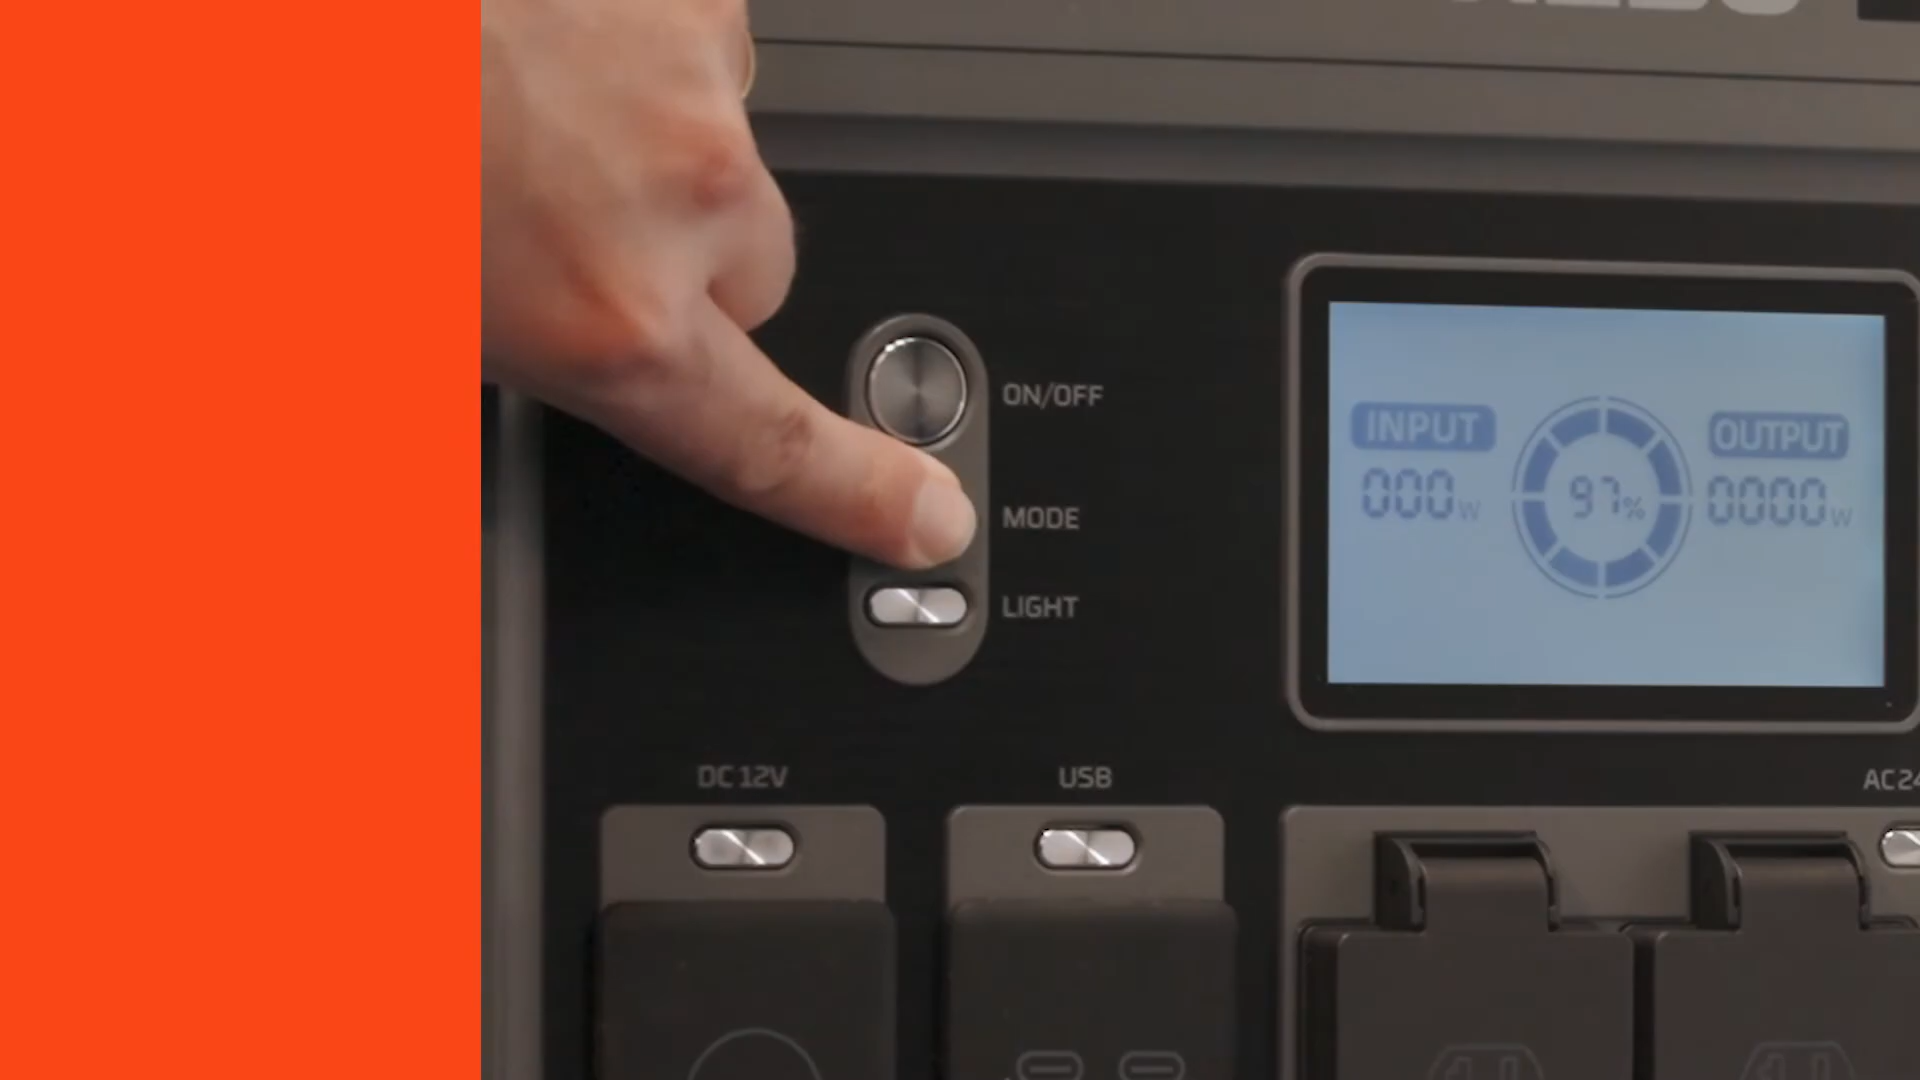 ON/OFF
MODE
LIGHT
INPUT
000W
97%
OUTPUT
0000W
DC 12V
USB